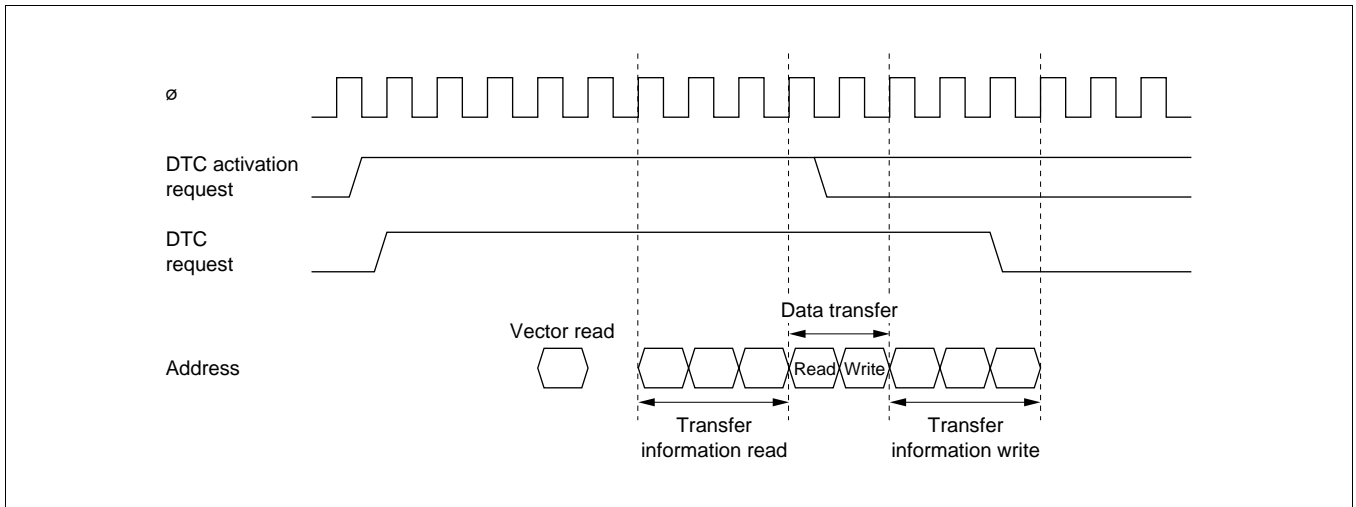 ø
DTC activation
request
DTC
request
Data transfer
Vector read
Address
Read Write
Transfer
information read
Transfer
information write